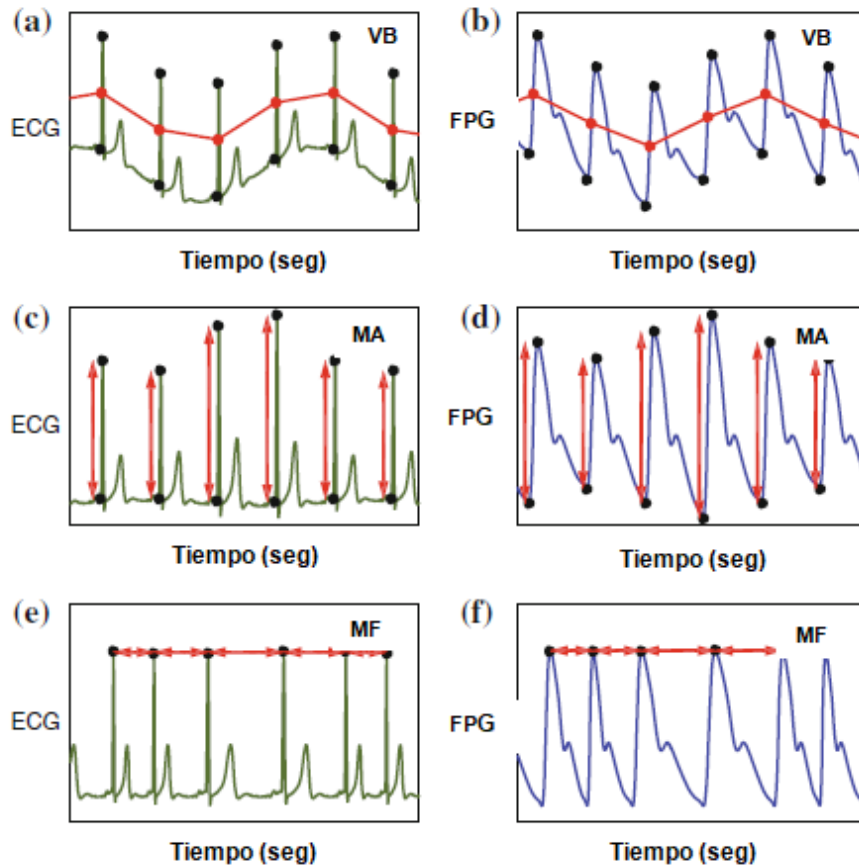 (a)
VB
ECG
Tiempo (seg)
(b)
VB
FPG
Tiempo (seg)
(c)
MA
ECG
Tiempo (seg)
(d)
MA
FPG
Tiempo (seg)
(e)
MF
ECG
Tiempo (seg)
(f)
MF
FPG
Tiempo (seg)